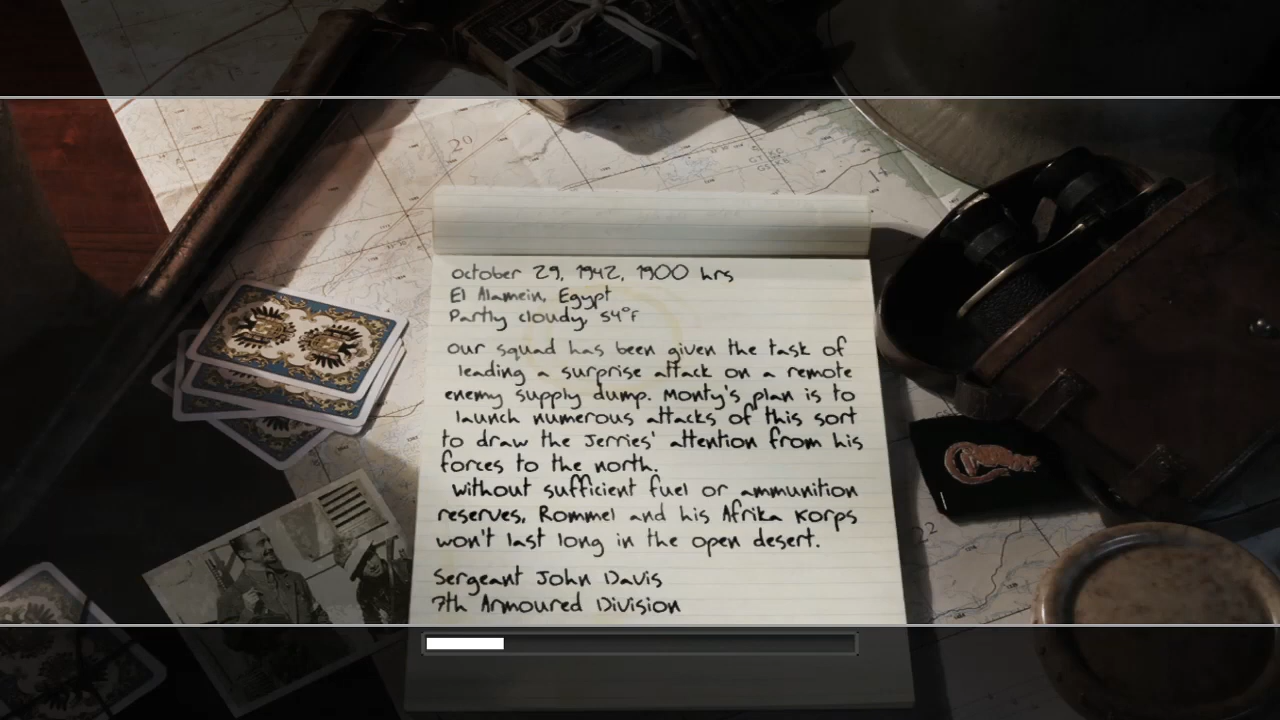 20
October 29, 1942, 1900 hrs
El Alamein, Egypt
Partly cloudy, 54°F
Our squad has been given the task of
leading a surprise attack on a remote
enemy supply dump. Monty's plan is to
launch numerous attacks of this sort
to draw the Jerries' attention from his
forces to the north.
Without sufficient fuel or ammunition
reserves, Rommel and his Afrika Korps
won't last long in the open desert.
22
Sergeant John Davis
7th Armoured Division